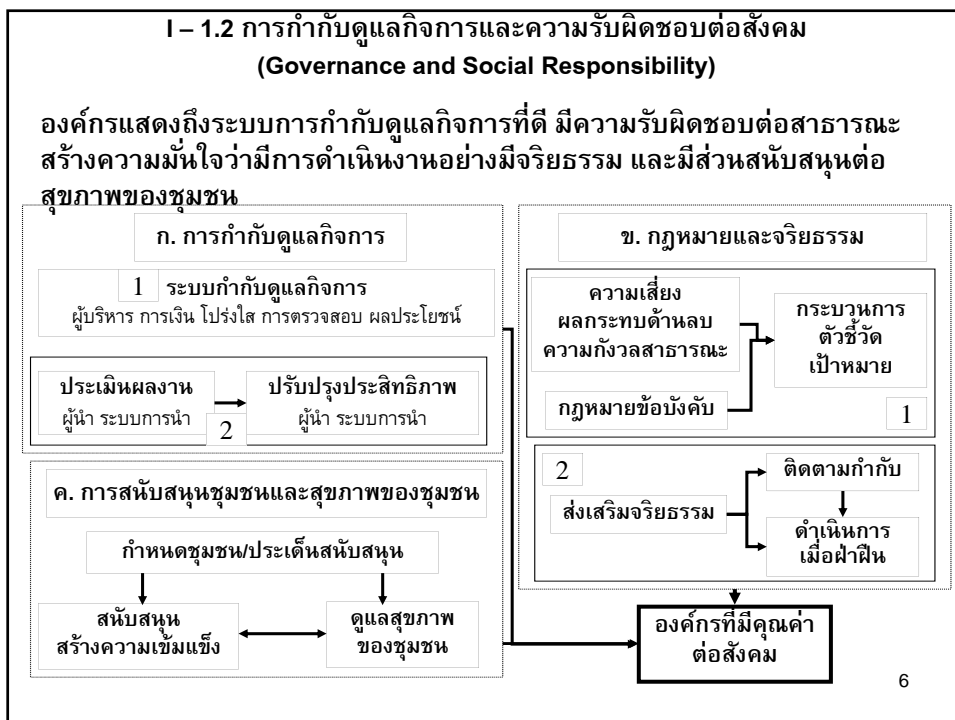 I – 1.2 การกำกับดูแลกิจการและความรับผิดชอบต่อสังคม
(Governance and Social Responsibility)
องค์กรแสดงถึงระบบการกำกับดูแลกิจการที่ดี มีความรับผิดชอบต่อสาธารณะ
สร้างความมั่นใจว่ามีการดำเนินงานอย่างมีจริยธรรม และมีส่วนสนับสนุนต่อ
สุขภาพของชุมชน
ก. การกำกับดูแลกิจการ
1 ระบบกำกับดูแลกิจการ
ผู้บริหาร การเงิน โปร่งใส การตรวจสอบ ผลประโยชน์
ประเมินผลงาน
ผู้นำ ระบบการนำ
2
ปรับปรุงประสิทธิภาพ
ผู้นำ ระบบการนำ
ข. กฎหมายและจริยธรรม
ความเสี่ยง
ผลกระทบด้านลบ
ความกังวลสาธารณะ
กฎหมายข้อบังคับ
กระบวนการ
ตัวชี้วัด
เป้าหมาย
1
2
ส่งเสริมจริยธรรม
ติดตามกำกับ
ดำเนินการ
เมื่อฝ่าฝืน
ค. การสนับสนุนชุมชนและสุขภาพของชุมชน
กำหนดชุมชน/ประเด็นสนับสนุน
สนับสนุน
สร้างความเข้มแข็ง
ดูแลสุขภาพ
ของชุมชน
องค์กรที่มีคุณค่า
ต่อสังคม
6